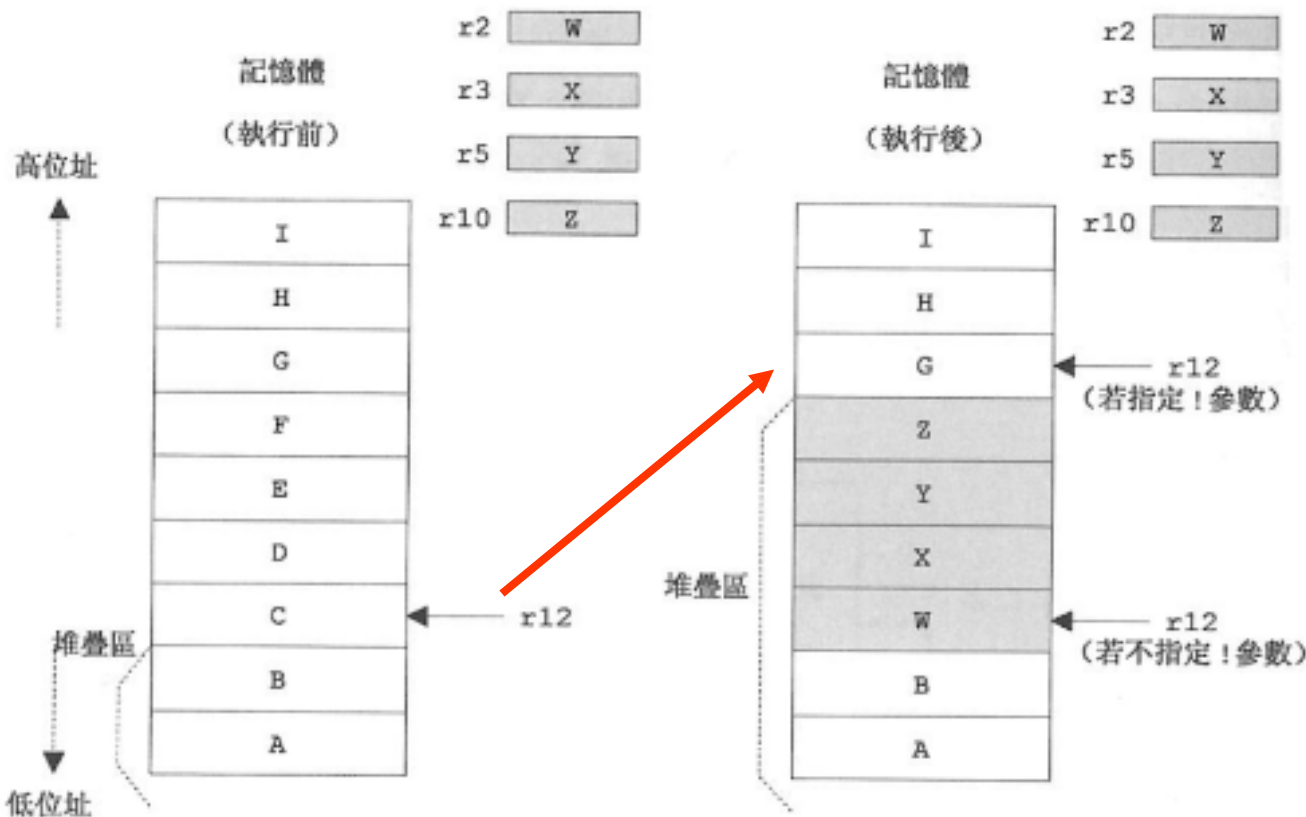 記憶體
(執行前)
r2 W
r3 X
r5 Y
r10 Z
高位址
I
H
G
F
E
D
C
r12
堆疊區
B
A
低位址
記憶體
(執行後)
r2 W
r3 X
r5 Y
r10 Z
I
H
G
r12
(若指定!參數)
Z
Y
X
堆疊區
W
r12
(若不指定!參數)
B
A